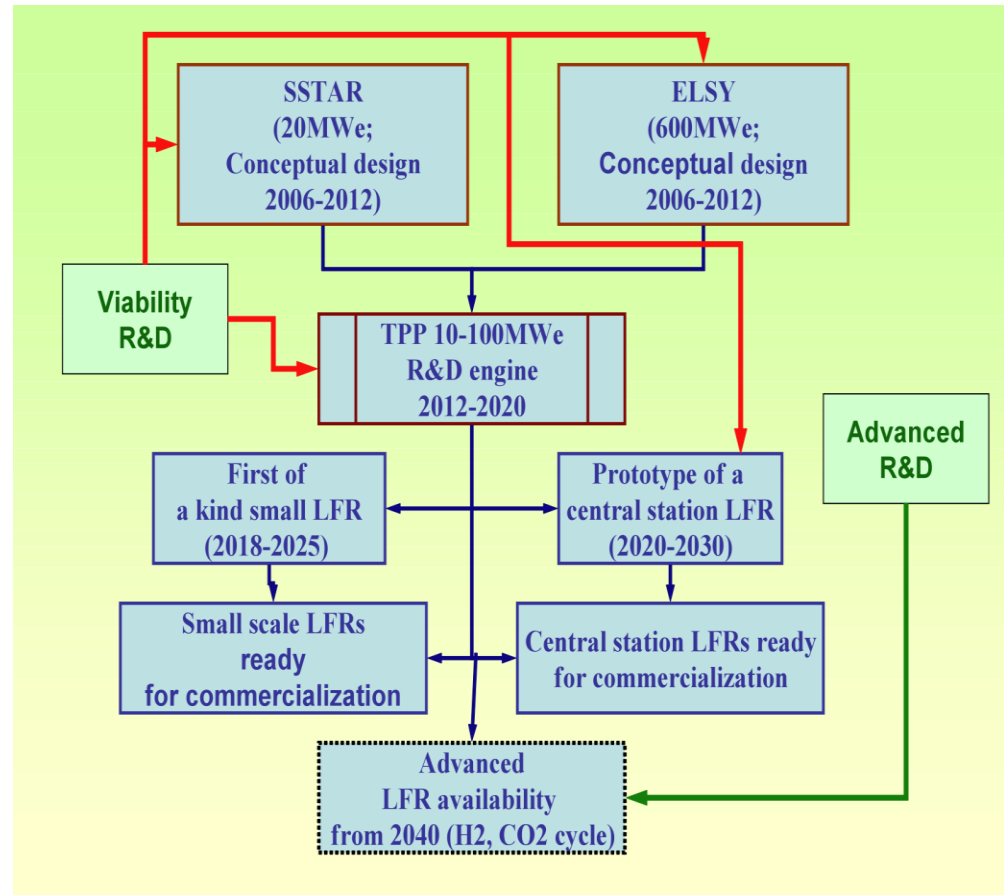 SSTAR
(20MWe;
Conceptual design
2006-2012)
ELSY
(600MWe;
Conceptual design
2006-2012)
Viability
R&D
TPP 10-100MWe
R&D engine
2012-2020
Advanced
R&D
First of
a kind small LFR
(2018-2025)
Prototype of a
central station LFR
(2020-2030)
Small scale LFRs
ready
for commercialization
Central station LFRs ready
for commercialization
Advanced
LFR availability
from 2040 (H2, CO2 cycle)